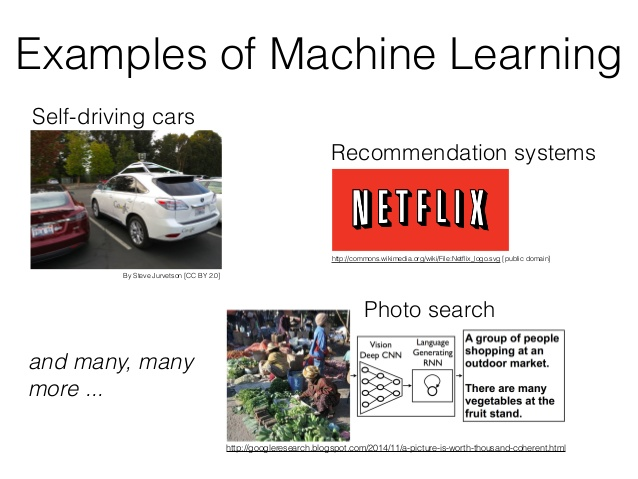 Examples of Machine Learning
Self-driving cars
Recommendation systems
Google
NETFLIX
By Steve Jurvetson [CC BY 2.0]
http://commons.wikimedia.org/wiki/File:Netflix_logo.svg [public domain]
Photo search
and many, many
more ...
Vision
Deep CNN
Language
Generating
RNN
A group of people
shopping at an
outdoor market.
There are many
vegetables at the
fruit stand.
http://googleresearch.blogspot.com/2014/11/a-picture-is-worth-thousand-coherent.html